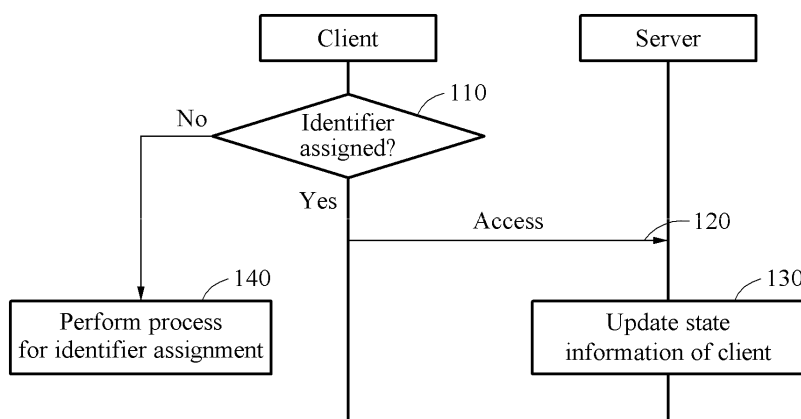 Client
Server
110
No
Identifier
assigned?
Yes
Access
120
140
130
Perform process
for identifier assignment
Update state
information of client